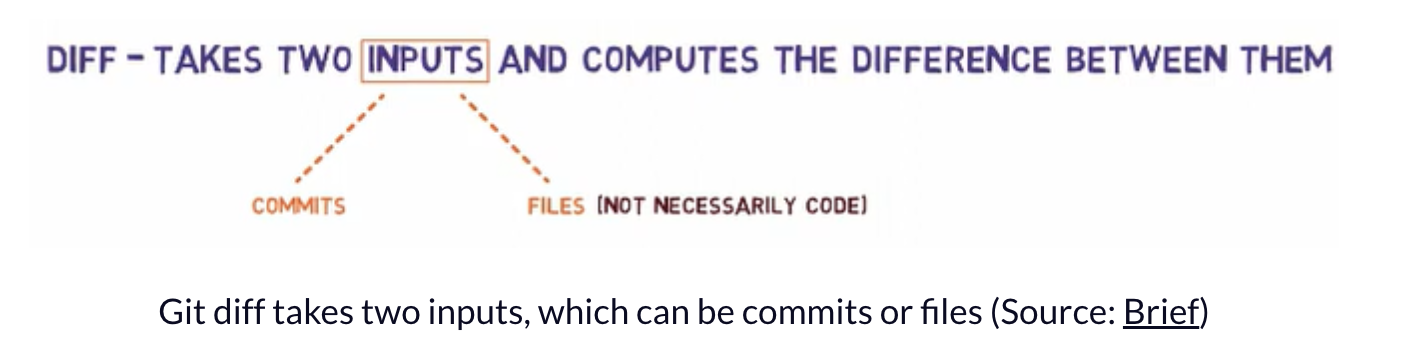 DIFF - TAKES TWO INPUTS AND COMPUTES THE DIFFERENCE BETWEEN THEM
COMMITS
FILES (NOT NECESSARILY CODE)
Git diff takes two inputs, which can be commits or files (Source: Brief)